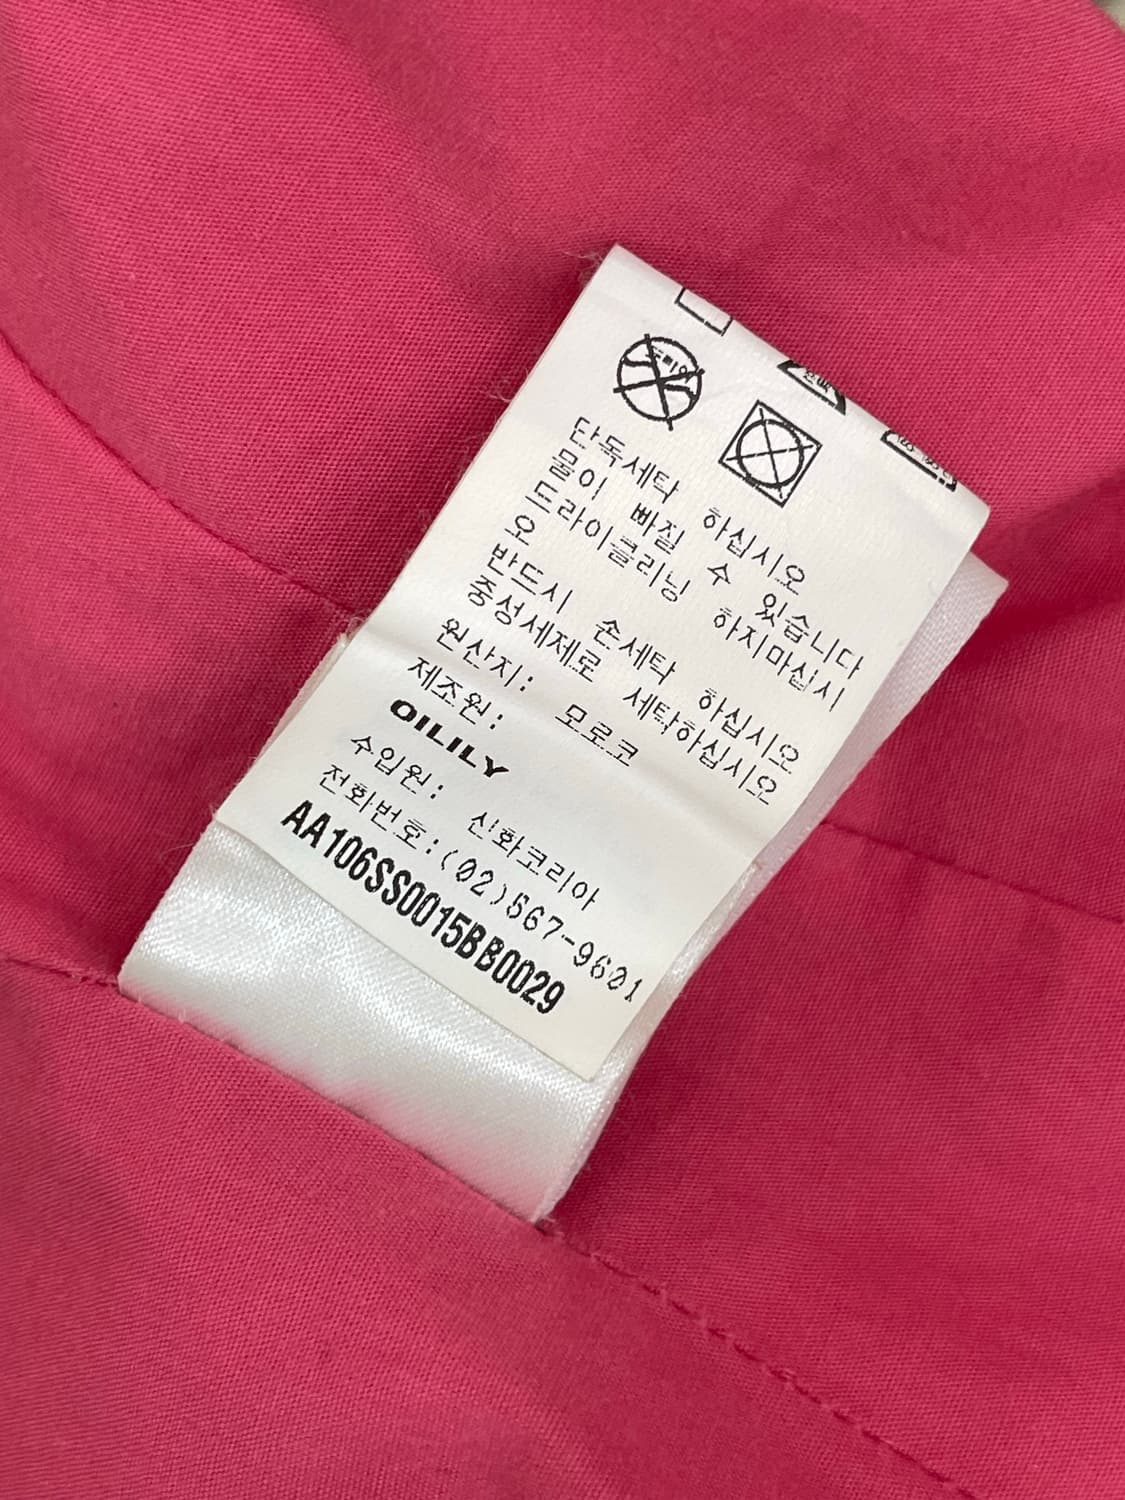 드라이
단독세탁 하십시오
물이 빠질 수 있습니다
드라이클리닝 하지마십시
오
반드시 손세탁 하십시오
중성세제로 세탁하십시오
원산지: 모로코
제조원:
OILILY
수입원: 신화코리아
전화번호:(02)567-9601
AA106SS0015BB0029